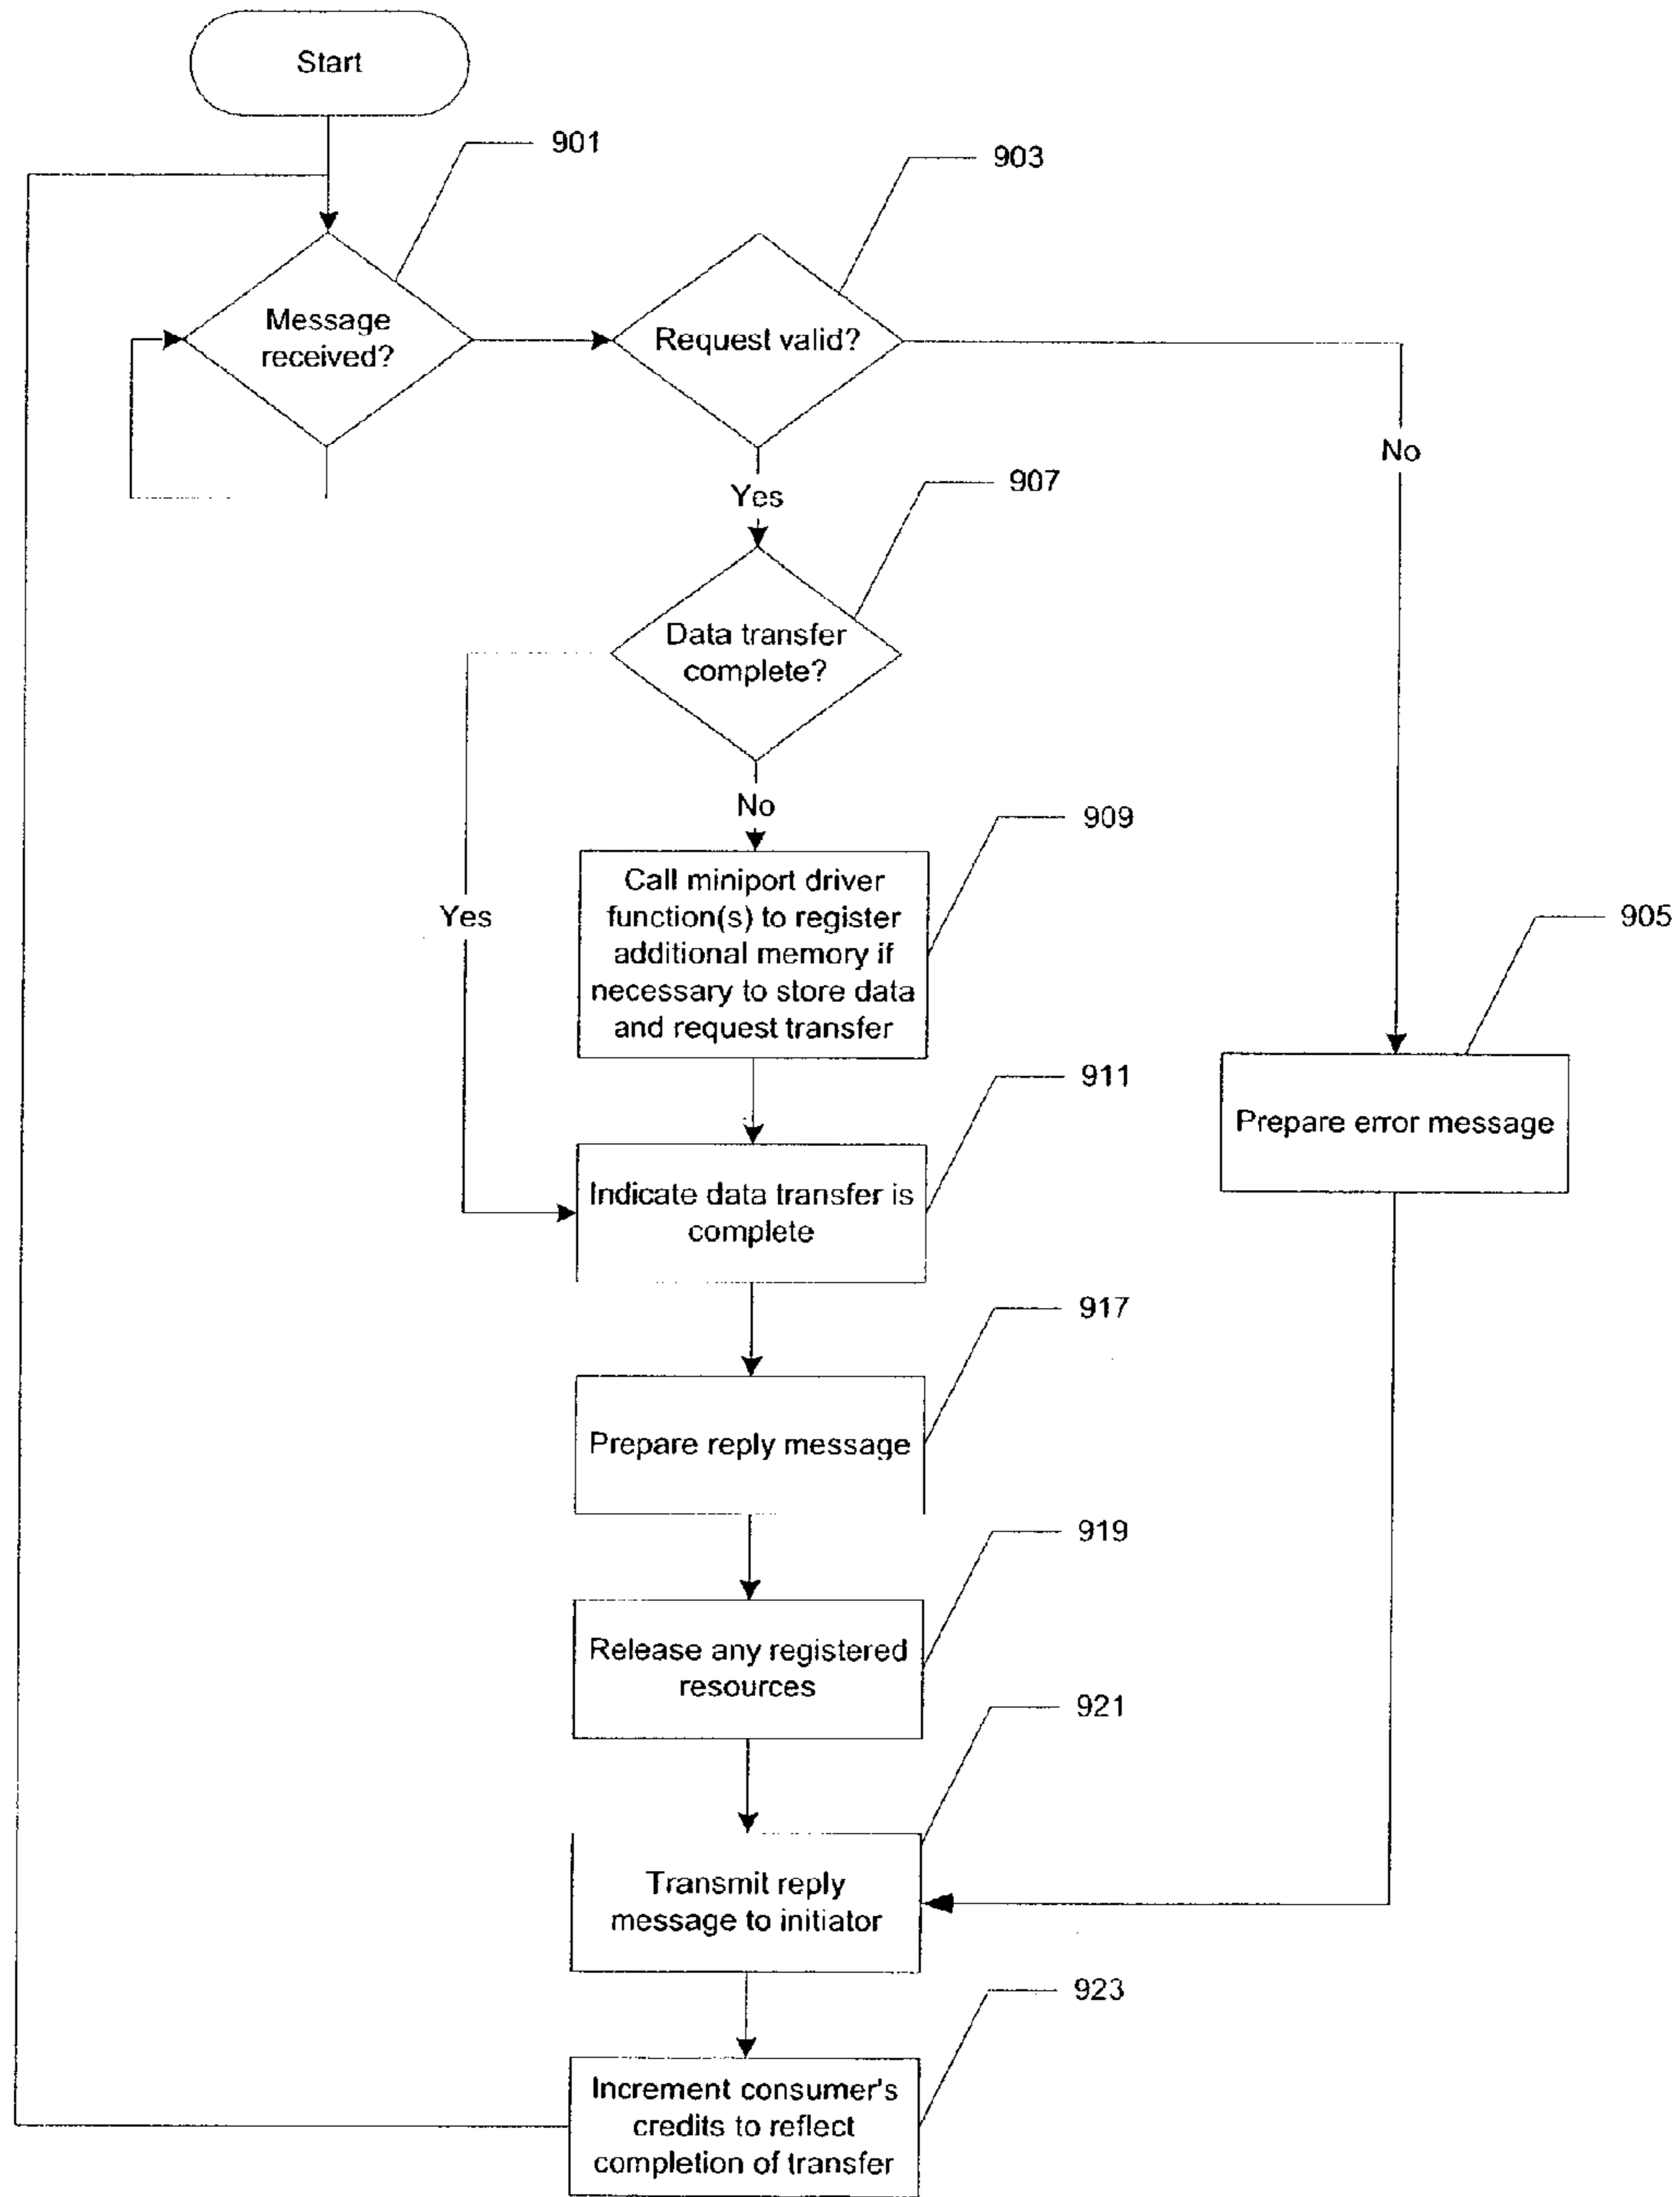 Start
901
903
Message
received?
Request valid?
No
Yes
907
Data transfer
complete?
No
909
Call miniport driver
function(s) to register
additional memory if
necessary to store data
and request transfer
Yes
905
Prepare error message
911
Indicate data transfer is
complete
917
Prepare reply message
919
Release any registered
resources
921
Transmit reply
message to initiator
923
Increment consumer's
credits to reflect
completion of transfer